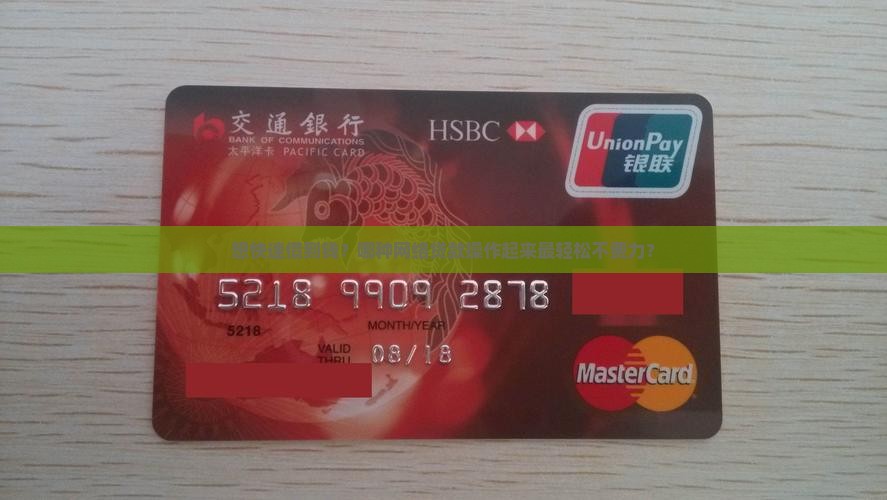 交通銀行
BANK OF COMMUNICATIONS
太平洋卡 PACIFIC CARD
HSBC
UnionPay
银联
5218 9909 2878
5218
MONTH/YEAR
VALID THRU 08/18
MasterCard